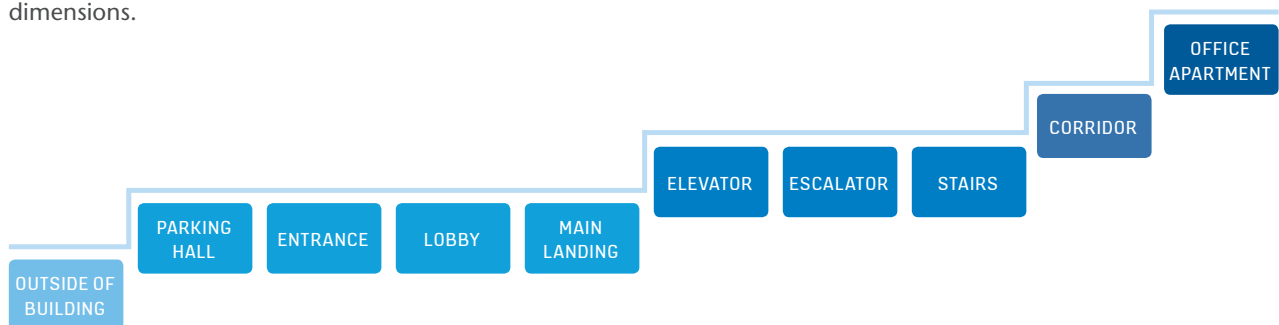 dimensions.
OFFICE
APARTMENT
CORRIDOR
ELEVATOR
ESCALATOR
STAIRS
PARKING
HALL
ENTRANCE
LOBBY
MAIN
LANDING
OUTSIDE OF
BUILDING